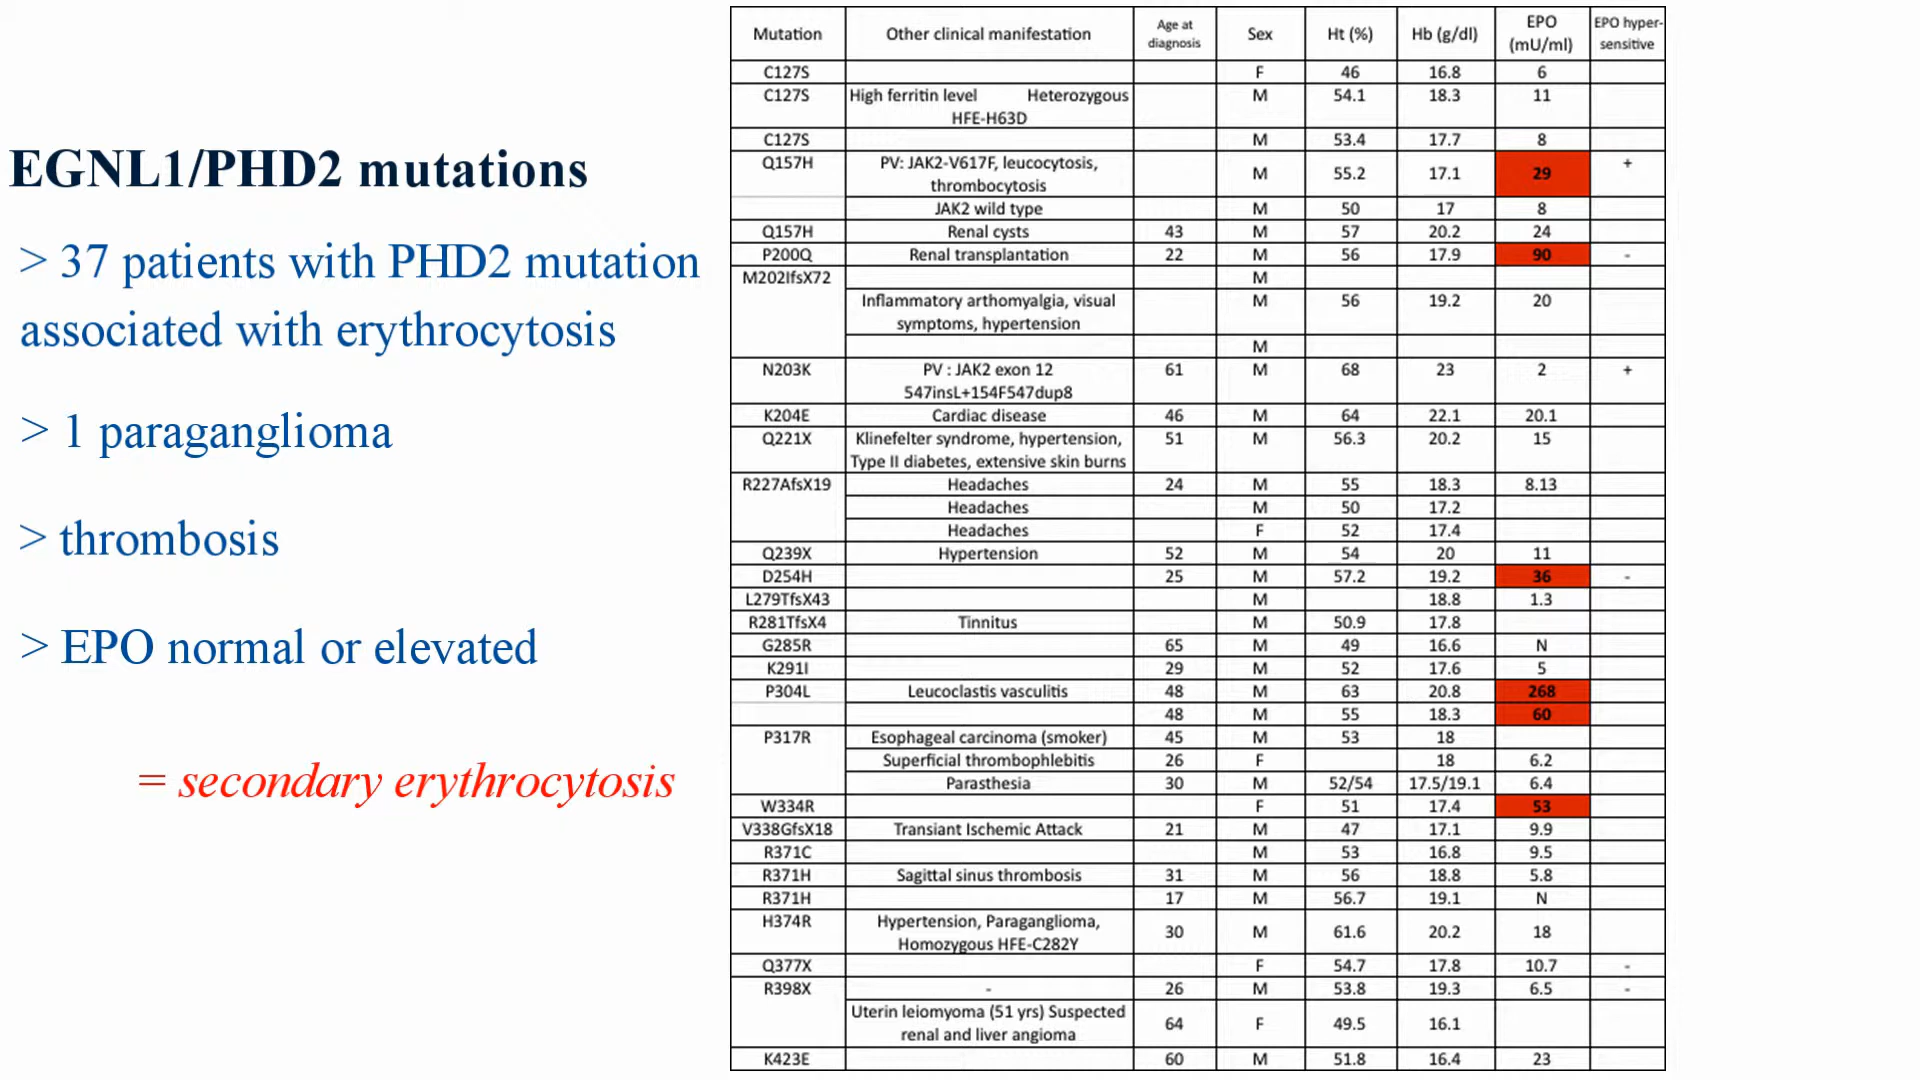 EGNL1/PHD2 mutations
> 37 patients with PHD2 mutation
associated with erythrocytosis
> 1 paraganglioma
> thrombosis
> EPO normal or elevated
= secondary erythrocytosis
Mutation Other clinical manifestation Age at diagnosis Sex Ht (%) Hb (g/dl) EPO (mU/ml) EPO hyper-sensitive
C127S F 46 16.8 6
C127S High ferritin level Heterozygous HFE-H63D M 54.1 18.3 11
C127S M 53.4 17.7 8
Q157H PV: JAK2-V617F, leucocytosis, thrombocytosis M 55.2 17.1 29 +
JAK2 wild type M 50 17 8
Q157H Renal cysts 43 M 57 20.2 24
P200Q Renal transplantation 22 M 56 17.9 90 -
M202IfsX72 M
Inflammatory arthomyalgia, visual symptoms, hypertension M 56 19.2 20
M
N203K PV : JAK2 exon 12 547insL+154F547dup8 61 M 68 23 2 +
K204E Cardiac disease 46 M 64 22.1 20.1
Q221X Klinefelter syndrome, hypertension, Type II diabetes, extensive skin burns 51 M 56.3 20.2 15
R227AfsX19 Headaches 24 M 55 18.3 8.13
Headaches M 50 17.2
Headaches F 52 17.4
Q239X Hypertension 52 M 54 20 11
D254H 25 M 57.2 19.2 36 -
L279TfsX43 M 18.8 1.3
R281TfsX4 Tinnitus M 50.9 17.8
G285R 65 M 49 16.6 N
K291I 29 M 52 17.6 5
P304L Leucoclastis vasculitis 48 M 63 20.8 268
48 M 55 18.3 60
P317R Esophageal carcinoma (smoker) 45 M 53 18
Superficial thrombophlebitis 26 F 18 6.2
Parasthesia 30 M 52/54 17.5/19.1 6.4
W334R F 51 17.4 53
V338GfsX18 Transiant Ischemic Attack 21 M 47 17.1 9.9
R371C M 53 16.8 9.5
R371H Sagittal sinus thrombosis 31 M 56 18.8 5.8
R371H 17 M 56.7 19.1 N
H374R Hypertension, Paraganglioma, Homozygous HFE-C282Y 30 M 61.6 20.2 18
Q377X F 54.7 17.8 10.7 -
R398X - 26 M 53.8 19.3 6.5 -
Uterin leiomyoma (51 yrs) Suspected renal and liver angioma 64 F 49.5 16.1
K423E 60 M 51.8 16.4 23